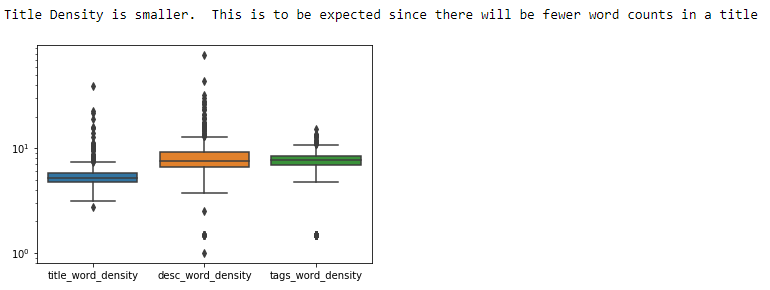 Title Density is smaller.  This is to be expected since there will be fewer word counts in a title
10¹
10⁰
title_word_density desc_word_density tags_word_density